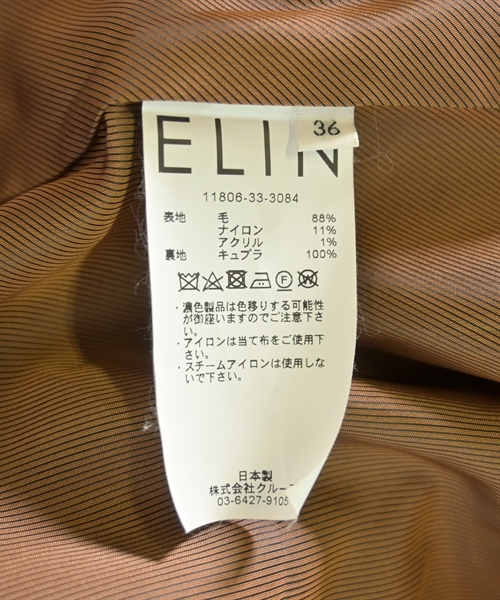 36
ELIN
11806-33-3084
表地 毛 88%
ナイロン 11%
アクリル 1%
裏地 キュプラ 100%
・濃色製品は色移りする可能性
が御座いますのでご注意下さ
い。
・アイロンは当て布をご使用下
さい。
・スチームアイロンは使用しな
いで下さい。
日本製
株式会社
03-6427-9105